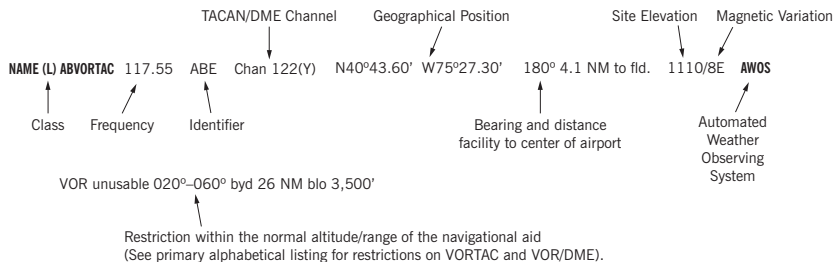 TACAN/DME Channel Geographical Position Site Elevation Magnetic Variation
NAME (L) ABVORTAC 117.55 ABE Chan 122(Y) N40º43.60' W75º27.30' 180º 4.1 NM to fld. 1110/8E AWOS
Class Frequency Identifier Bearing and distance facility to center of airport Automated Weather Observing System
VOR unusable 020º–060º byd 26 NM blo 3,500'
Restriction within the normal altitude/range of the navigational aid
(See primary alphabetical listing for restrictions on VORTAC and VOR/DME).